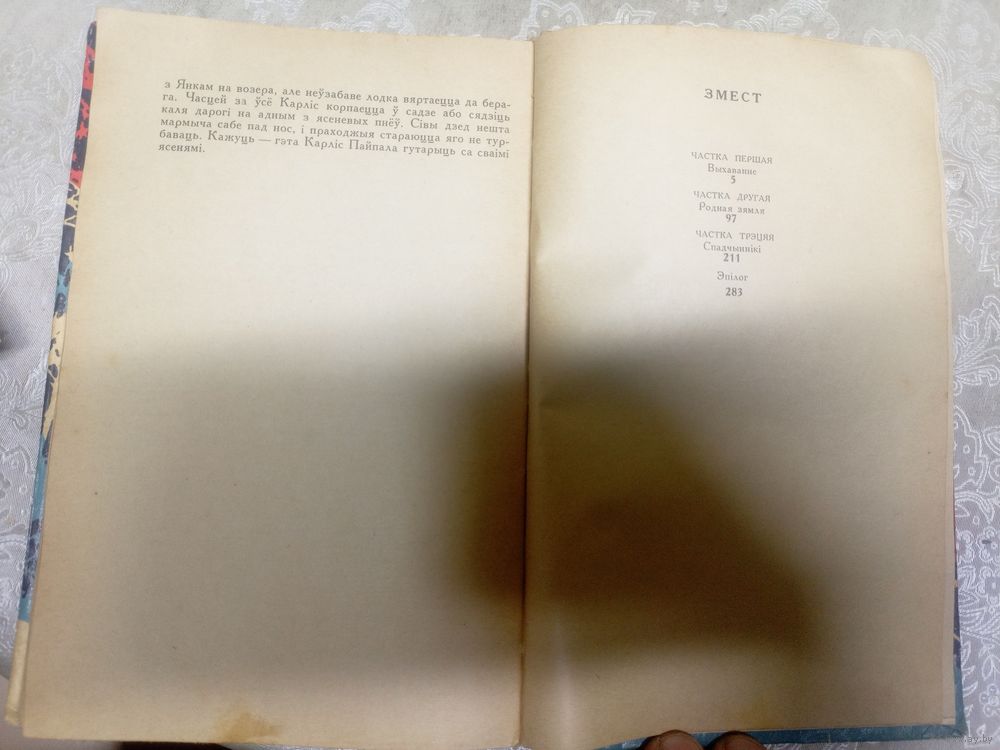 з Янкам на возера, але неўзабаве лодка вяртаецца да бера-
га. Часцей за ўсё Карліс корпаецца ў садзе або сядзіць
каля дарогі на адным з ясеневых пнёў. Сівы дзед нешта
мармыча сабе пад нос, і праходжыя стараюцца яго не тур-
баваць. Кажуць — гэта Карліс Пайпала гутарыць са сваімі
ясенямі.
ЗМЕСТ
ЧАСТКА ПЕРШАЯ
Выхаванне
5
ЧАСТКА ДРУГАЯ
Родная зямля
97
ЧАСТКА ТРЭЦЯЯ
Спадчыннікі
211
Эпілог
283